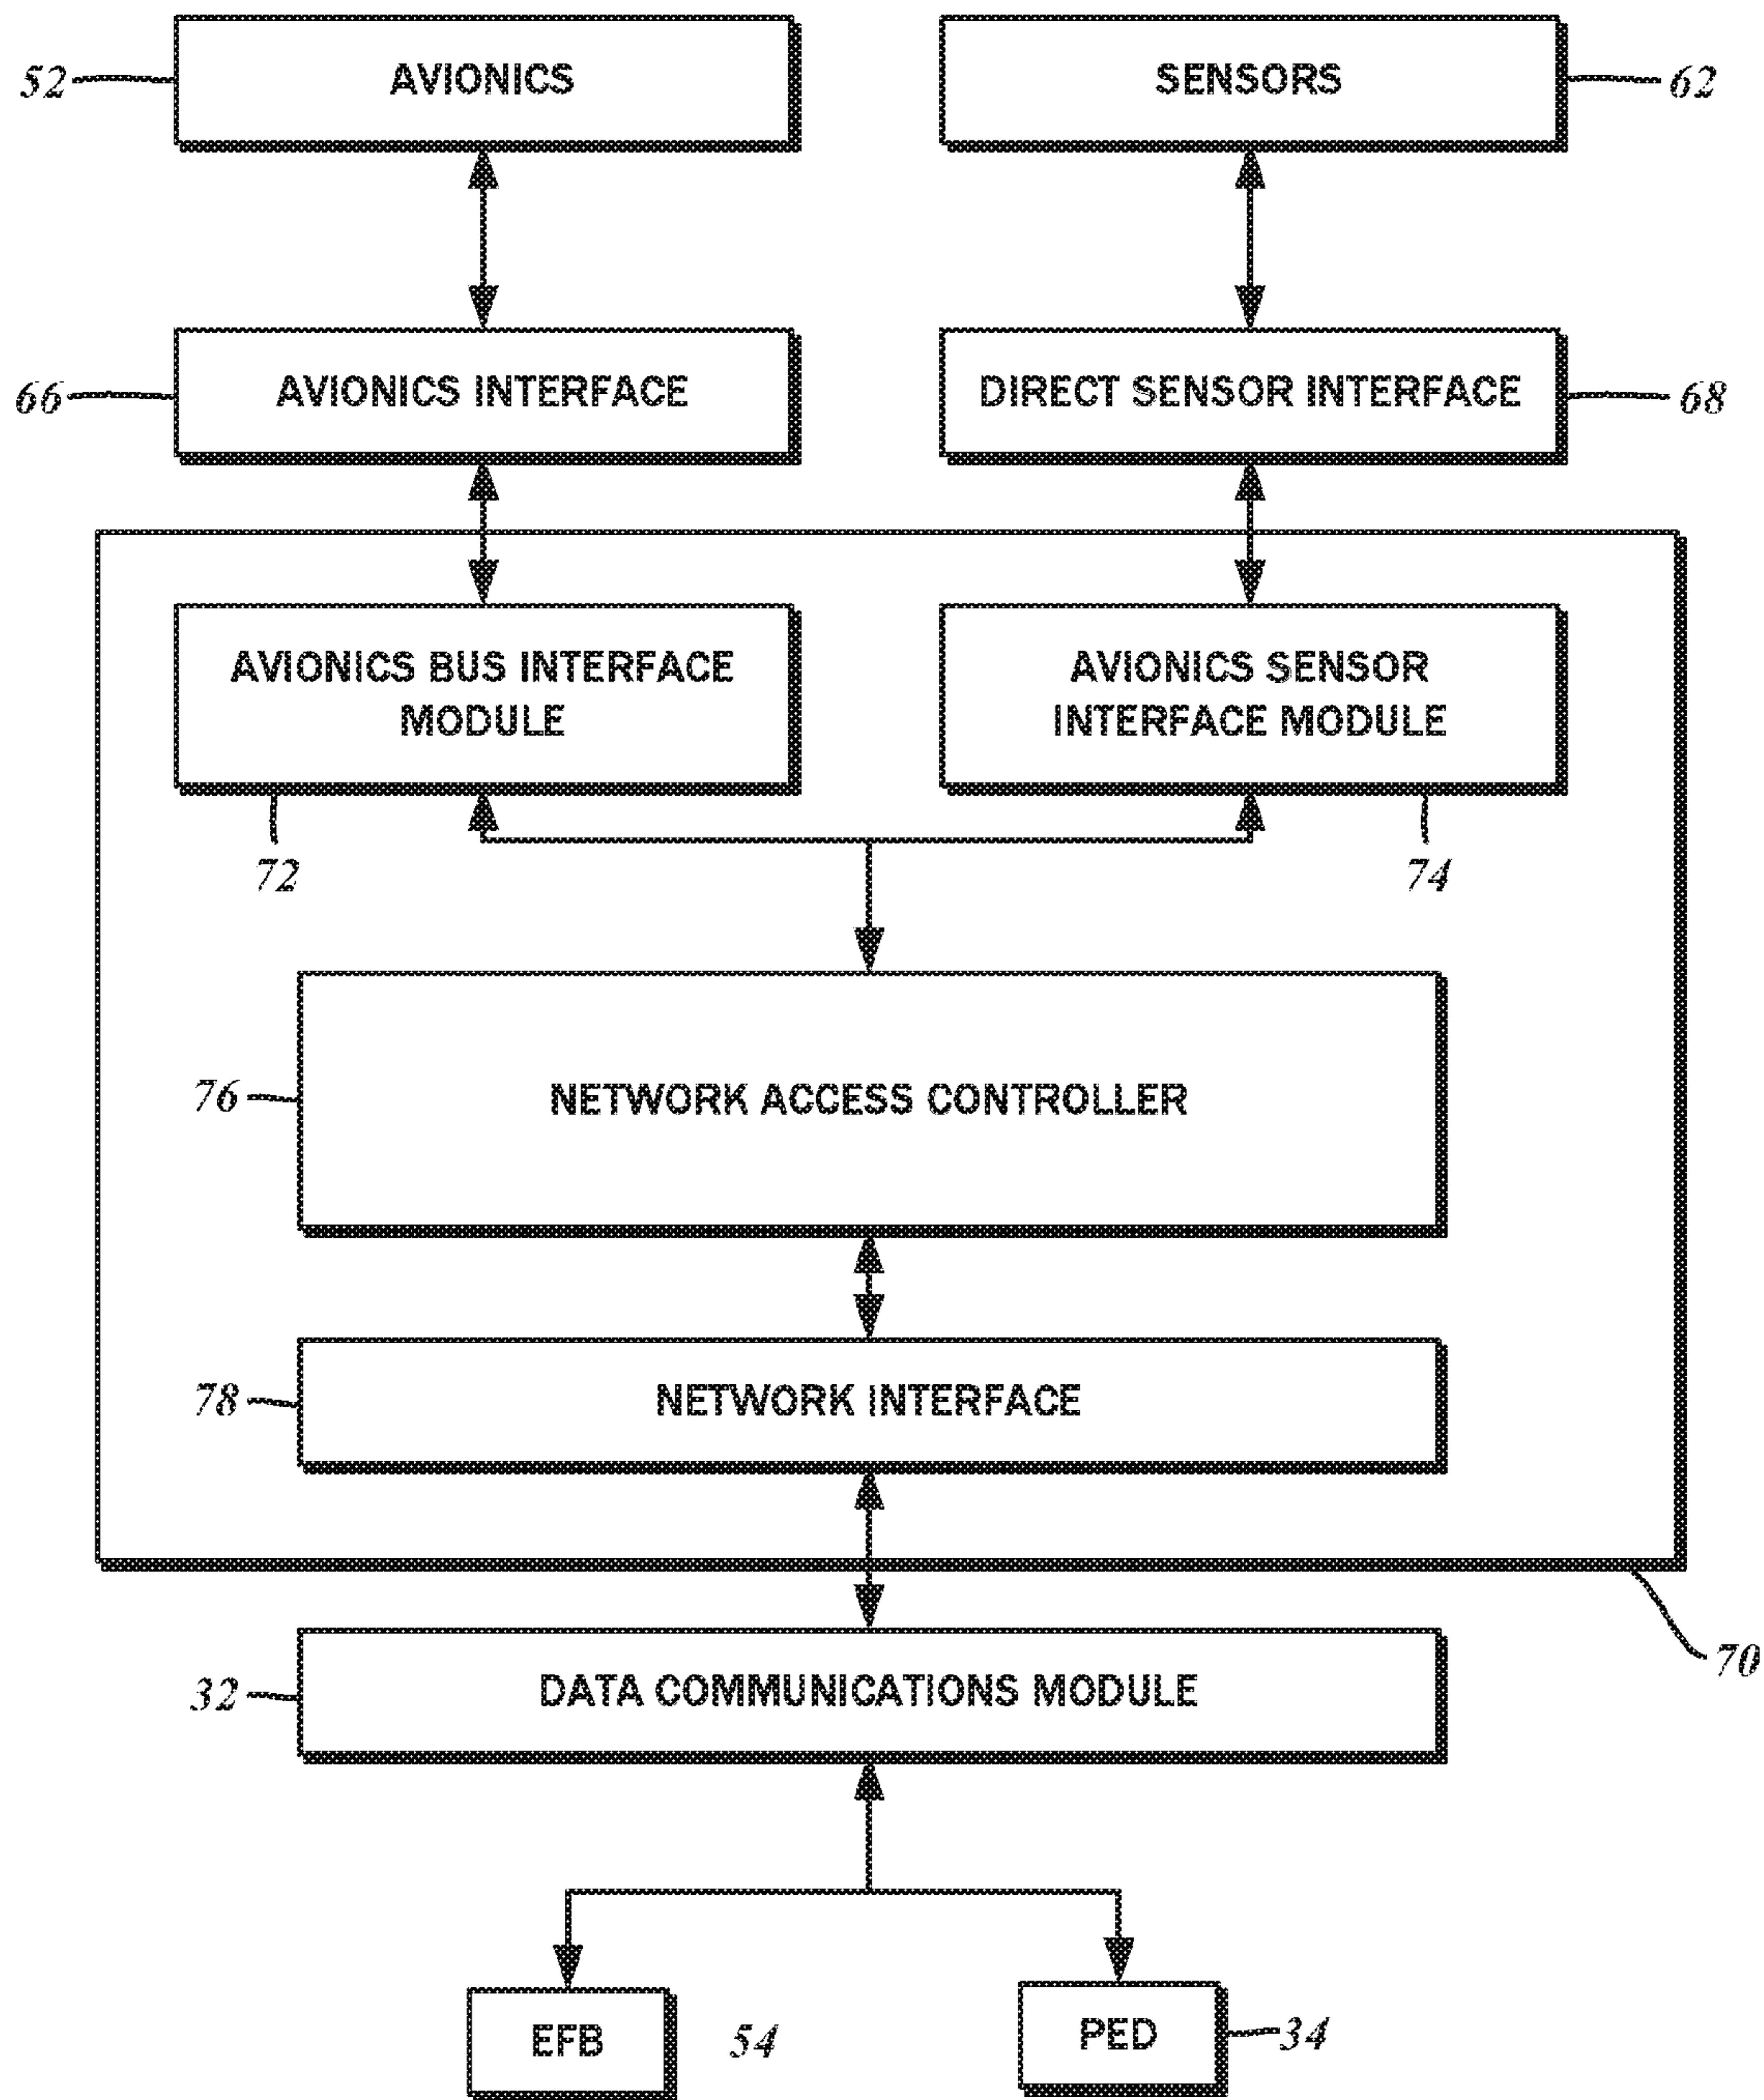 52
AVIONICS
SENSORS
62
66
AVIONICS INTERFACE
DIRECT SENSOR INTERFACE
68
AVIONICS BUS INTERFACE
MODULE
AVIONICS SENSOR
INTERFACE MODULE
72
74
76
NETWORK ACCESS CONTROLLER
78
NETWORK INTERFACE
70
32
DATA COMMUNICATIONS MODULE
EFB
54
PED
34